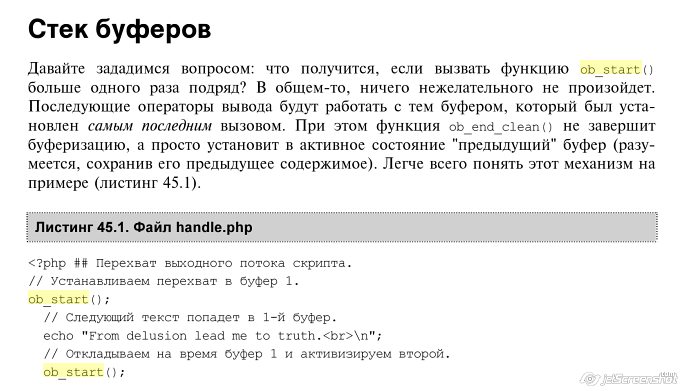 Стек буферов
Давайте зададимся вопросом: что получится, если вызвать функцию ob_start()
больше одного раза подряд? В общем-то, ничего нежелательного не произойдет.
Последующие операторы вывода будут работать с тем буфером, который был уста-
новлен самым последним вызовом. При этом функция ob_end_clean() не завершит
буферизацию, а просто установит в активное состояние "предыдущий" буфер (разу-
меется, сохранив его предыдущее содержимое). Легче всего понять этот механизм на
примере (листинг 45.1).
Листинг 45.1. Файл handle.php
<?php ## Перехват выходного потока скрипта.
// Устанавливаем перехват в буфер 1.
ob_start();
// Следующий текст попадет в 1-й буфер.
echo "From delusion lead me to truth.<br>\n";
// Откладываем на время буфер 1 и активизируем второй.
ob_start();
jetScreenshot